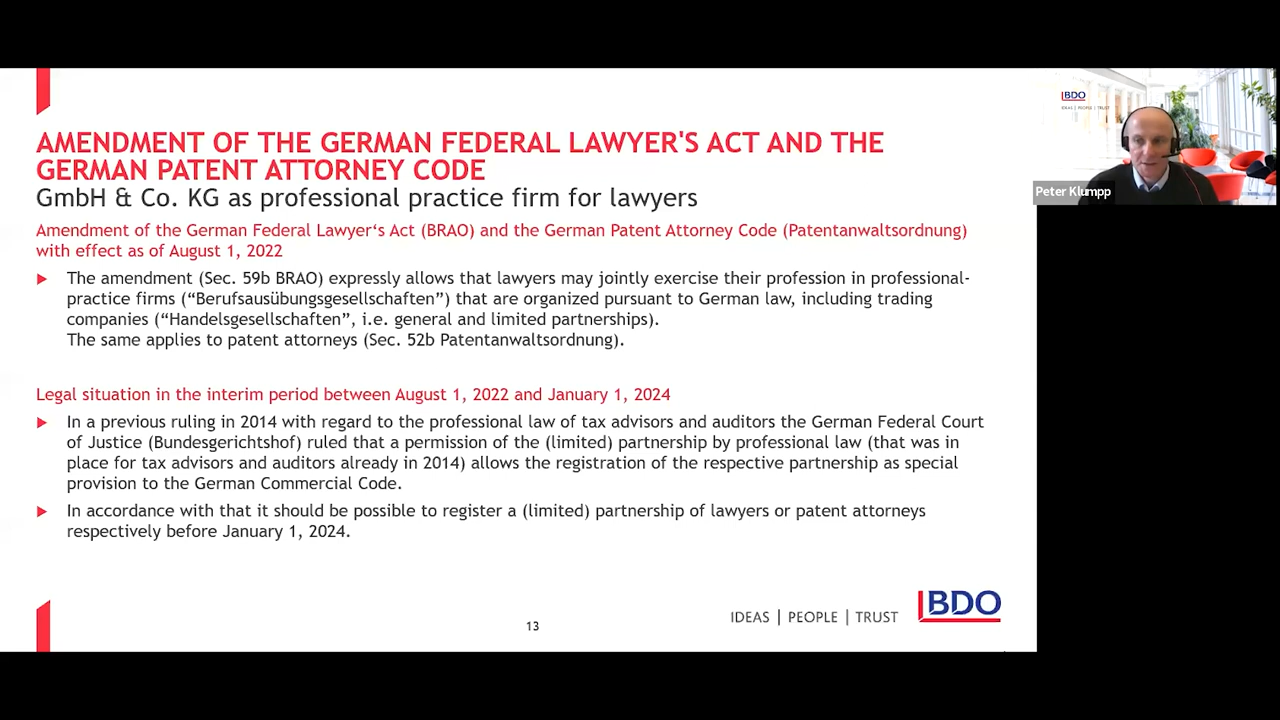 AMENDMENT OF THE GERMAN FEDERAL LAWYER'S ACT AND THE
GERMAN PATENT ATTORNEY CODE
GmbH & Co. KG as professional practice firm for lawyers
Amendment of the German Federal Lawyer‘s Act (BRAO) and the German Patent Attorney Code (Patentanwaltsordnung)
with effect as of August 1, 2022
The amendment (Sec. 59b BRAO) expressly allows that lawyers may jointly exercise their profession in professional-
practice firms (“Berufsausübungsgesellschaften”) that are organized pursuant to German law, including trading
companies (“Handelsgesellschaften”, i.e. general and limited partnerships).
The same applies to patent attorneys (Sec. 52b Patentanwaltsordnung).
Legal situation in the interim period between August 1, 2022 and January 1, 2024
In a previous ruling in 2014 with regard to the professional law of tax advisors and auditors the German Federal Court
of Justice (Bundesgerichtshof) ruled that a permission of the (limited) partnership by professional law (that was in
place for tax advisors and auditors already in 2014) allows the registration of the respective partnership as special
provision to the German Commercial Code.
In accordance with that it should be possible to register a (limited) partnership of lawyers or patent attorneys
respectively before January 1, 2024.
13
IDEAS | PEOPLE | TRUST
BDO
BDO
IDEAS | PEOPLE | TRUST
Peter Klumpp